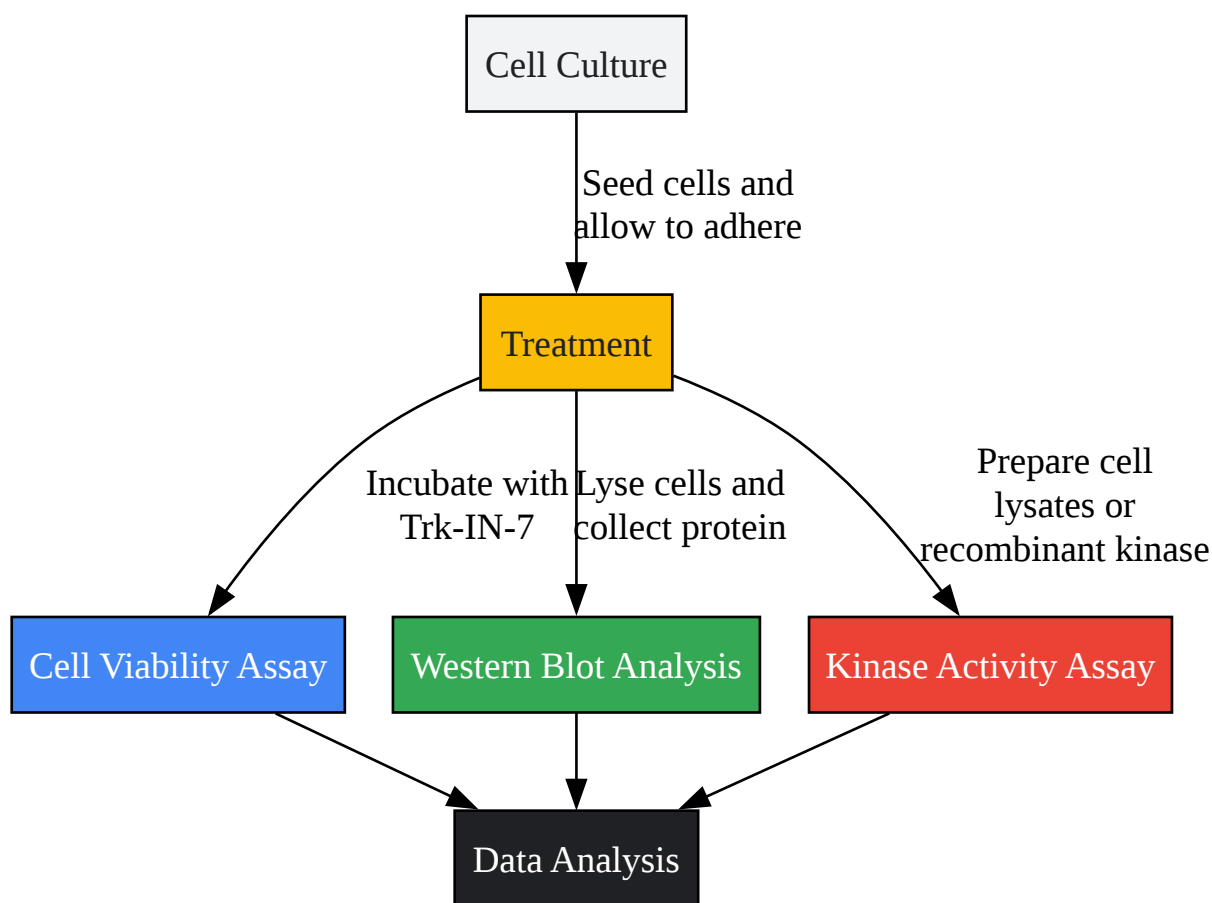 Cell Culture
Seed cells and
allow to adhere
Treatment
Incubate with
Trk-IN-7
Lyse cells and
collect protein
Prepare cell
lysates or
recombinant kinase
Cell Viability Assay
Western Blot Analysis
Kinase Activity Assay
Data Analysis